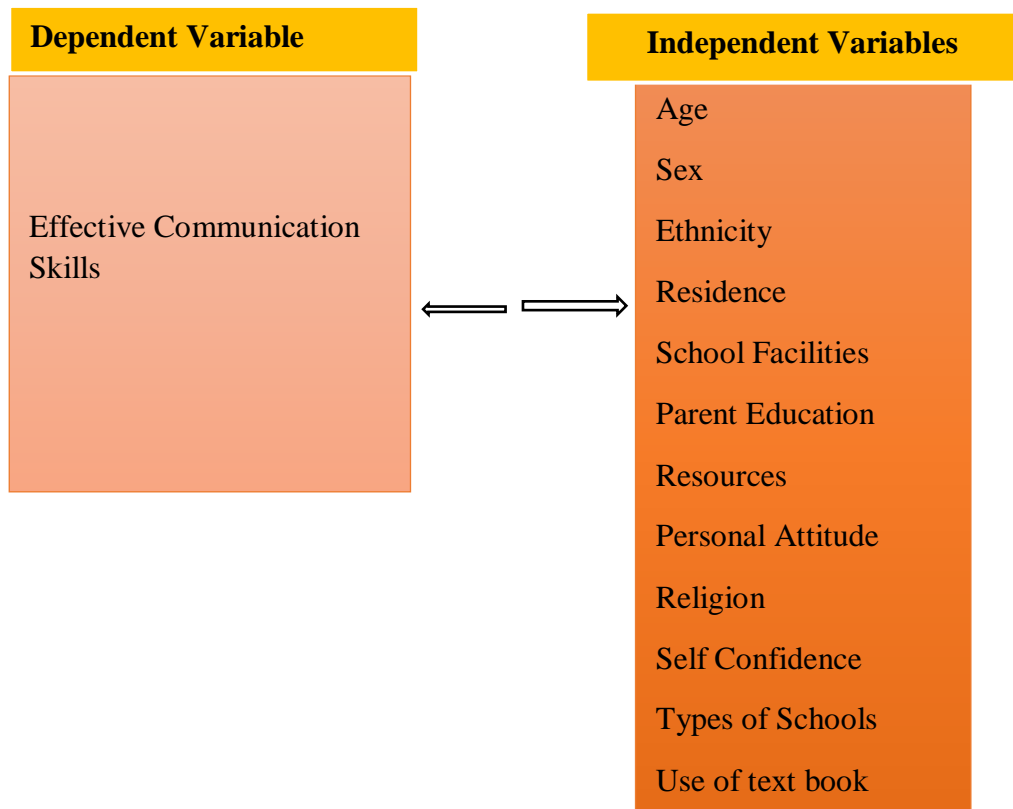 Dependent Variable
Effective Communication
Skills
Independent Variables
Age
Sex
Ethnicity
Residence
School Facilities
Parent Education
Resources
Personal Attitude
Religion
Self Confidence
Types of Schools
Use of text book